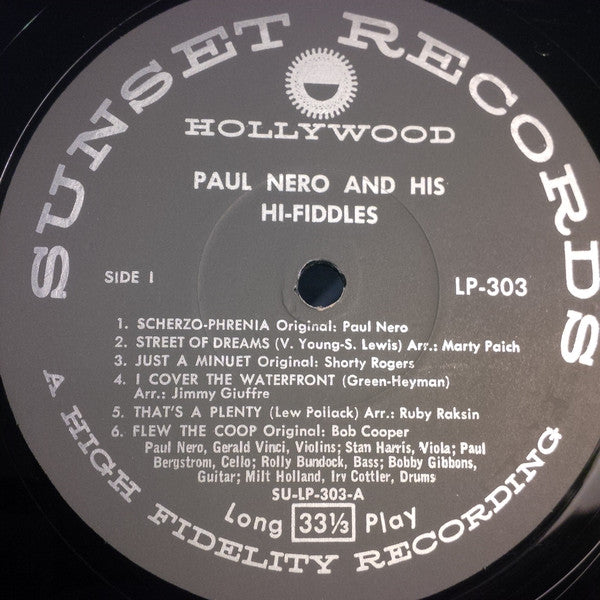 SUNSET RECORDS
HOLLYWOOD
PAUL NERO AND HIS
HI-FIDDLES
SIDE 1
LP-303
1. SCHERZO-PHRENIA Original: Paul Nero
2. STREET OF DREAMS (V. Young-S. Lewis) Arr.: Marty Paich
3. JUST A MINUET Original: Shorty Rogers
4. I COVER THE WATERFRONT (Green-Heyman)
Arr.: Jimmy Giuffre
5. THAT'S A PLENTY (Lew Pollack) Arr.: Ruby Raksin
6. FLEW THE COOP Original: Bob Cooper
Paul Nero, Gerald Vinci, Violins; Stan Harris, Viola; Paul
Bergstrom, Cello; Rolly Bundock, Bass; Bobby Gibbons,
Guitar; Milt Holland, Irv Cottler, Drums
SU-LP-303-A
Long 33⅓ Play
A HIGH FIDELITY RECORDING